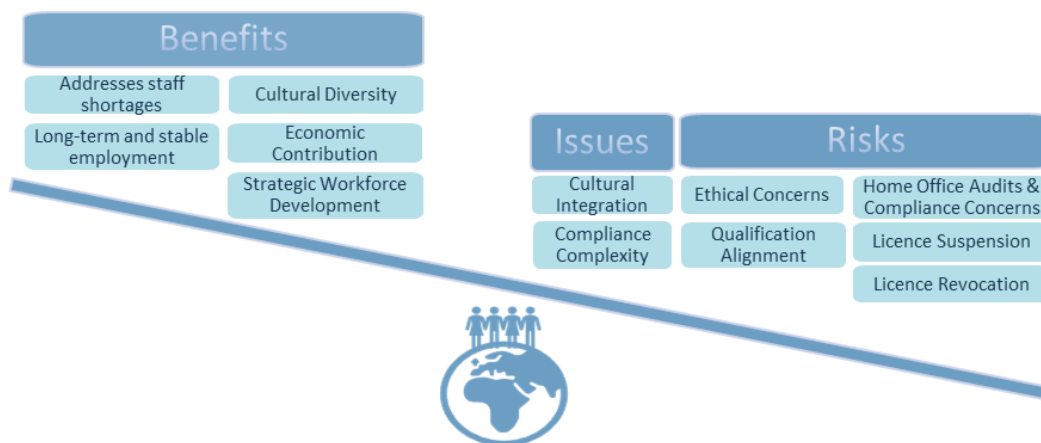 Benefits
Addresses staff
shortages
Cultural Diversity
Long-term and stable
employment
Economic
Contribution
Strategic Workforce
Development
Issues
Risks
Cultural
Integration
Ethical Concerns
Home Office Audits &
Compliance Concerns
Compliance
Complexity
Qualification
Alignment
Licence Suspension
Licence Revocation